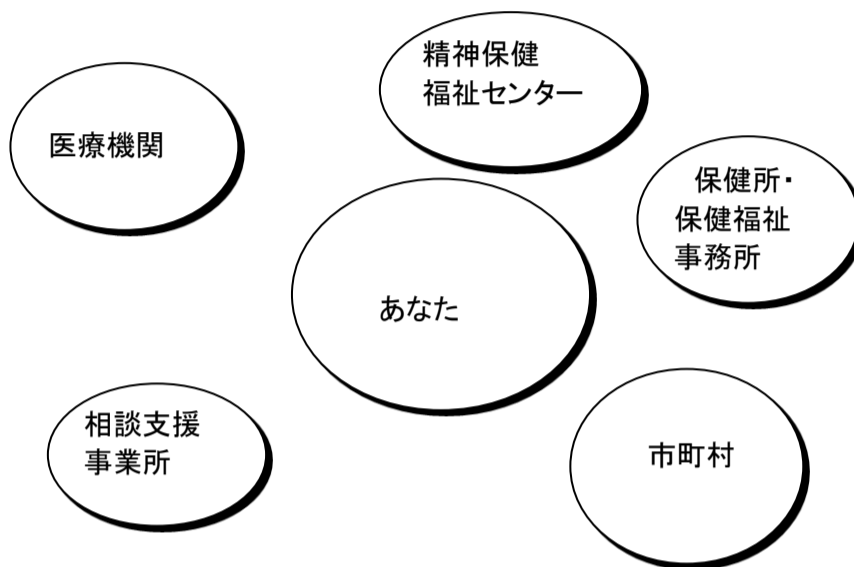 精神保健
福祉センター
医療機関
保健所・
保健福祉
事務所
あなた
相談支援
事業所
市町村